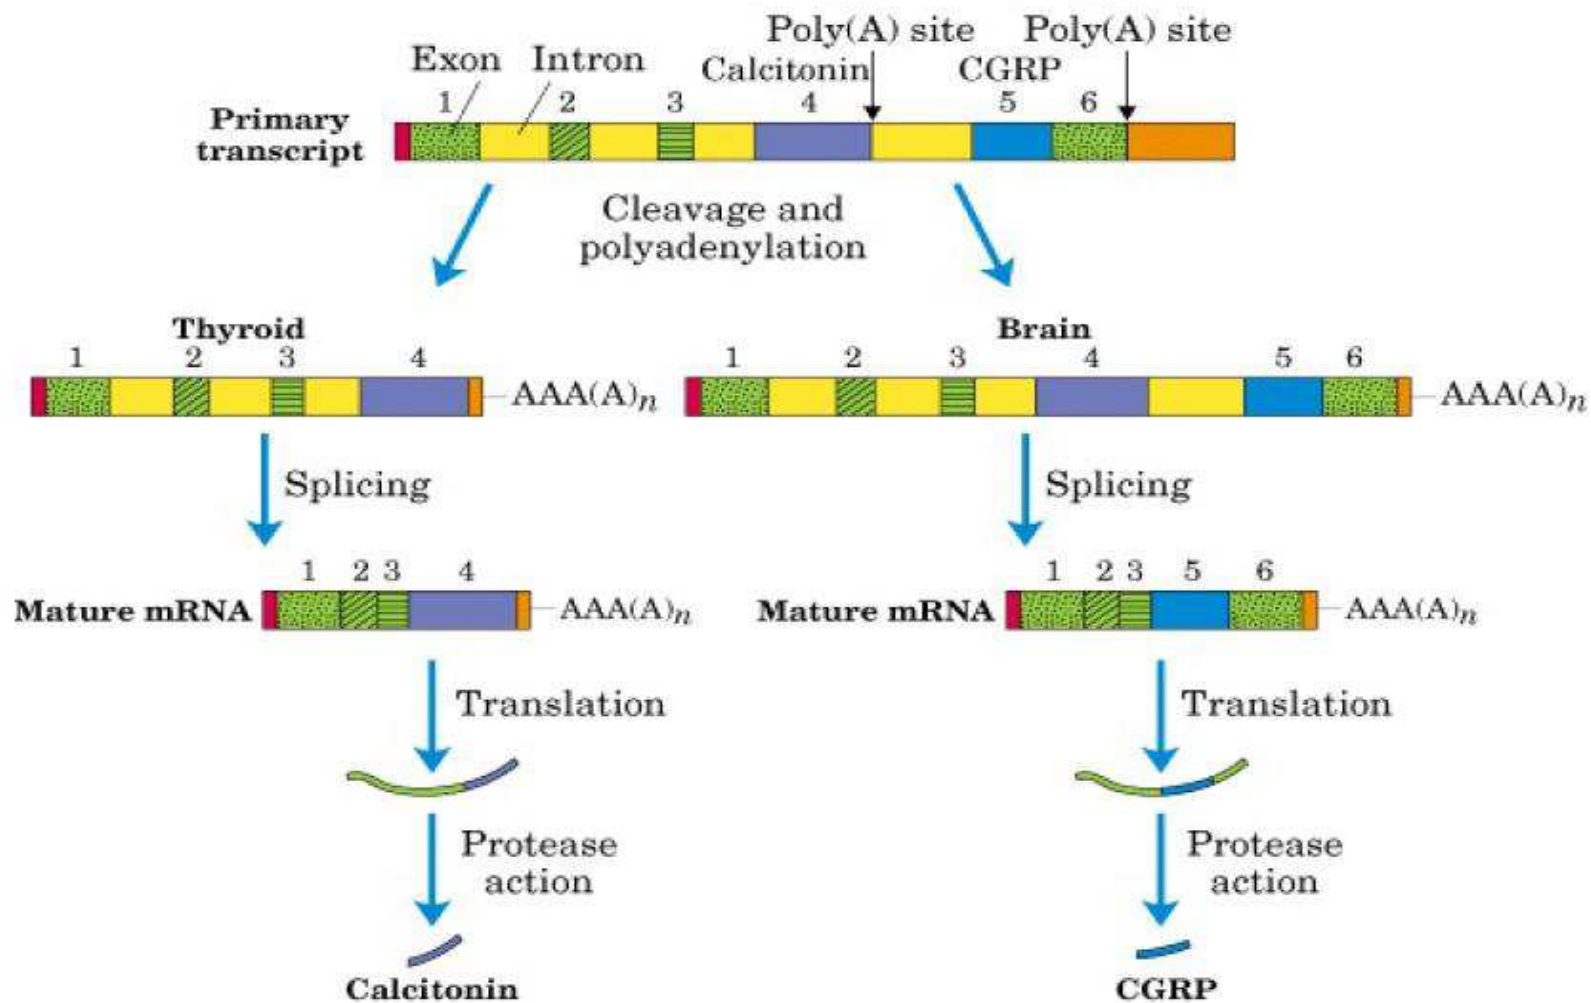 Poly(A) site Poly(A) site
Exon Intron Calcitonin CGRP
1 2 3 4 5 6
Primary
transcript
Cleavage and
polyadenylation
Thyroid
1 2 3 4
AAA(A)n
Brain
1 2 3 4 5 6
AAA(A)n
Splicing
Splicing
1 2 3 4
Mature mRNA AAA(A)n
1 2 3 5 6
Mature mRNA AAA(A)n
Translation
Translation
Protease
action
Protease
action
Calcitonin
CGRP